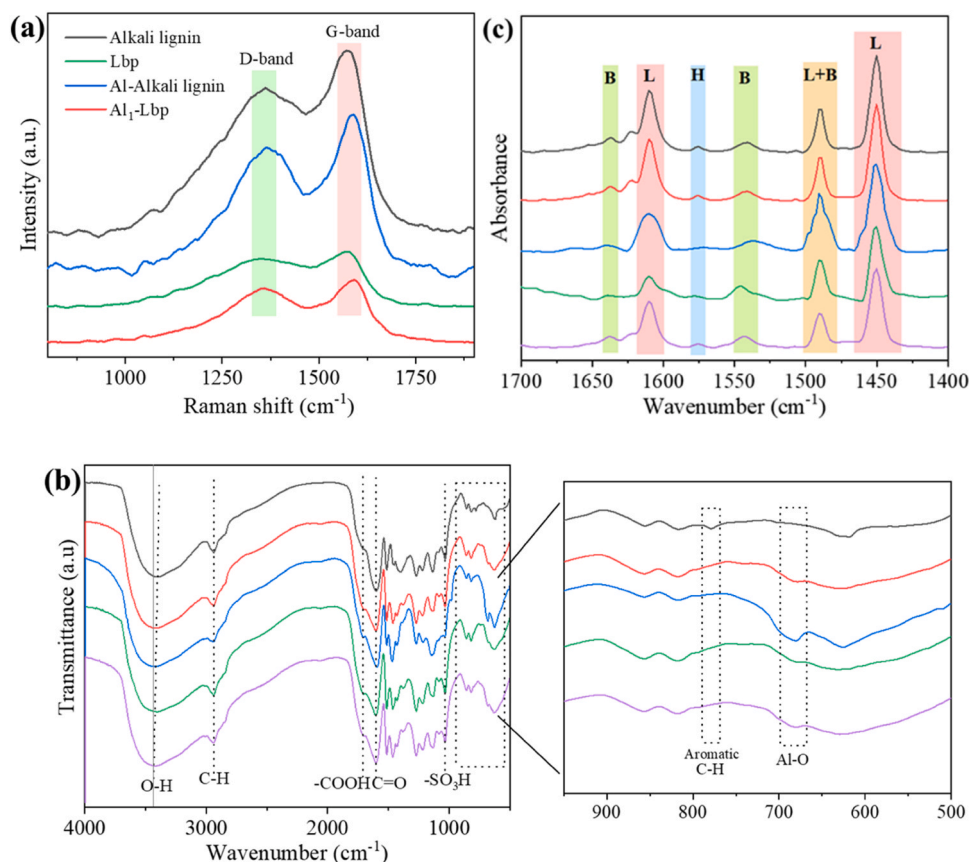 (a)
Alkali lignin
Lbp
Al-Alkali lignin
Al₁-Lbp
D-band
G-band
Intensity (a.u.)
1000 1250 1500 1750
Raman shift (cm⁻¹)
(c)
B L H B L+B L
Absorbance
1700 1650 1600 1550 1500 1450 1400
Wavenumber (cm⁻¹)
(b)
Transmittance (a.u)
O-H
C-H
-COOH
C=O
-SO₃H
4000 3000 2000 1000
Wavenumber (cm⁻¹)
Aromatic
C-H
Al-O
900 800 700 600 500